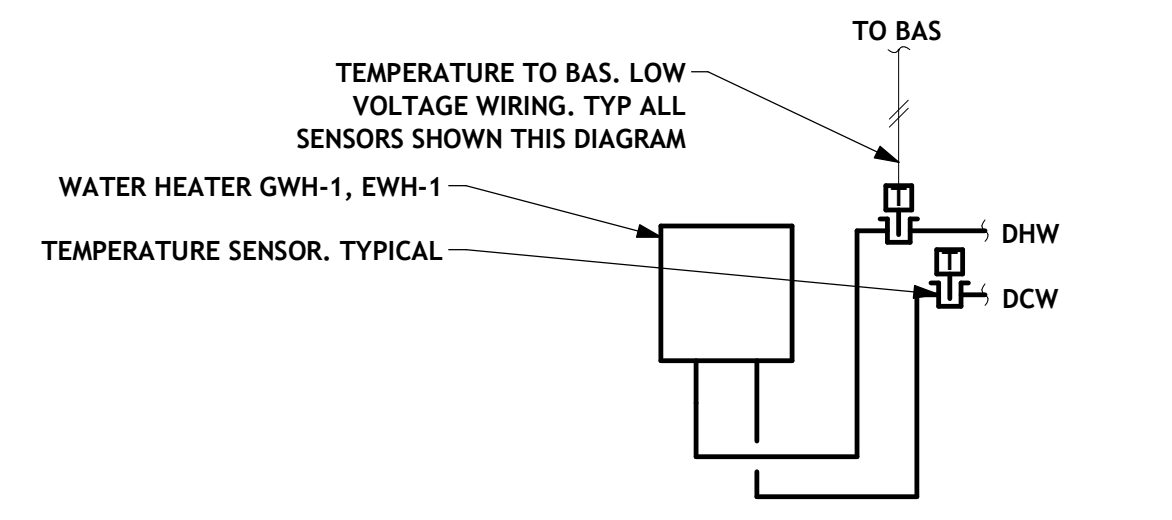 TO BAS
TEMPERATURE TO BAS. LOW
VOLTAGE WIRING. TYP ALL
SENSORS SHOWN THIS DIAGRAM
WATER HEATER GWH-1, EWH-1
T
DHW
TEMPERATURE SENSOR. TYPICAL
T
DCW